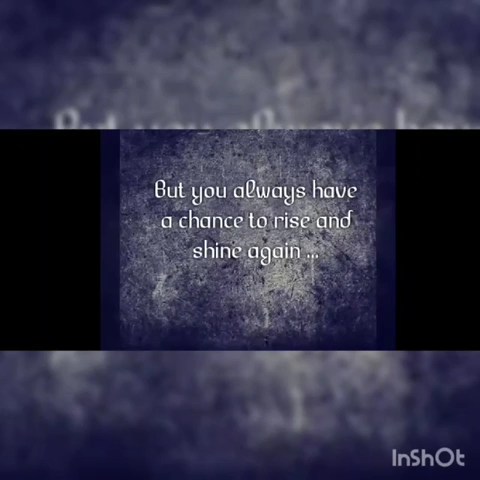 But you always have
a chance to rise and
shine again ...
InShOt